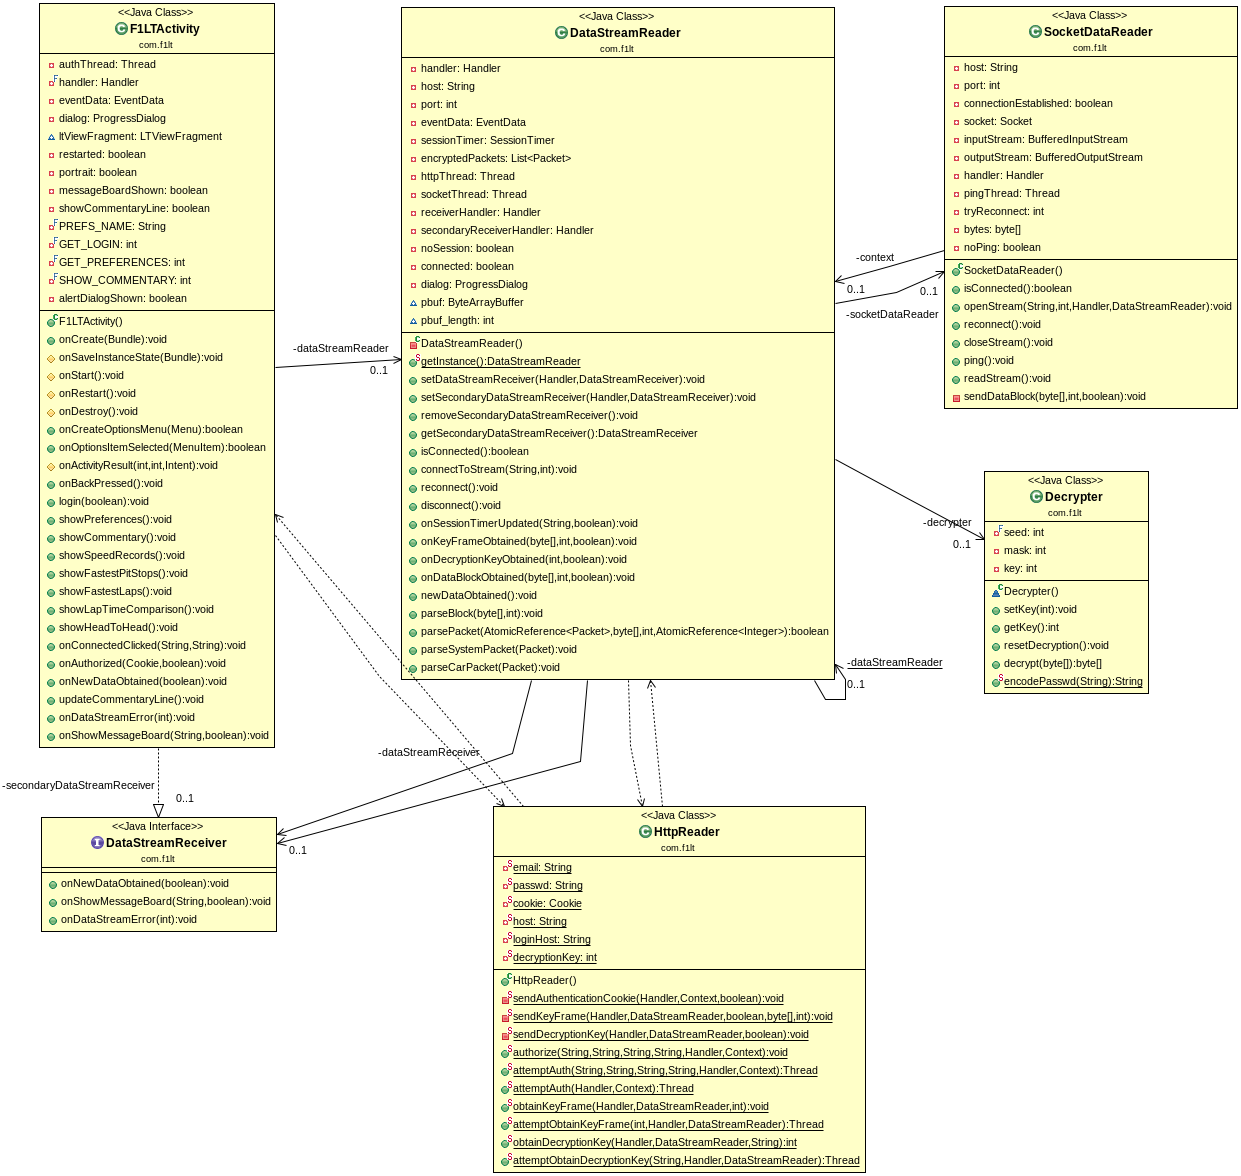 <<Java Class>>
F1LTActivity
com.f1lt
authThread: Thread
handler: Handler
eventData: EventData
dialog: ProgressDialog
ltViewFragment: LTViewFragment
restarted: boolean
portrait: boolean
messageBoardShown: boolean
showCommentaryLine: boolean
PREFS_NAME: String
GET_LOGIN: int
GET_PREFERENCES: int
SHOW_COMMENTARY: int
alertDialogShown: boolean
F1LTActivity()
onCreate(Bundle):void
onSaveInstanceState(Bundle):void
onStart():void
onRestart():void
onDestroy():void
onCreateOptionsMenu(Menu):boolean
onOptionsItemSelected(MenuItem):boolean
onActivityResult(int,int,Intent):void
onBackPressed():void
login(boolean):void
showPreferences():void
showCommentary():void
showSpeedRecords():void
showFastestPitStops():void
showFastestLaps():void
showLapTimeComparison():void
showHeadToHead():void
onConnectedClicked(String,String):void
onAuthorized(Cookie,boolean):void
onNewDataObtained(boolean):void
updateCommentaryLine():void
onDataStreamError(int):void
onShowMessageBoard(String,boolean):void
-dataStreamReader
0..1
<<Java Class>>
DataStreamReader
com.f1lt
handler: Handler
host: String
port: int
eventData: EventData
sessionTimer: SessionTimer
encryptedPackets: List<Packet>
httpThread: Thread
socketThread: Thread
receiverHandler: Handler
secondaryReceiverHandler: Handler
noSession: boolean
connected: boolean
dialog: ProgressDialog
pbuf: ByteArrayBuffer
pbuf_length: int
DataStreamReader()
getInstance():DataStreamReader
setDataStreamReceiver(Handler,DataStreamReceiver):void
setSecondaryDataStreamReceiver(Handler,DataStreamReceiver):void
removeSecondaryDataStreamReceiver():void
getSecondaryDataStreamReceiver():DataStreamReceiver
isConnected():boolean
connectToStream(String,int):void
reconnect():void
disconnect():void
onSessionTimerUpdated(String,boolean):void
onKeyFrameObtained(byte[],int,boolean):void
onDecryptionKeyObtained(int,boolean):void
onDataBlockObtained(byte[],int,boolean):void
newDataObtained():void
parseBlock(byte[],int):void
parsePacket(AtomicReference<Packet>,byte[],int,AtomicReference<Integer>):boolean
parseSystemPacket(Packet):void
parseCarPacket(Packet):void
-context
0..1
0..1
-socketDataReader
<<Java Class>>
SocketDataReader
com.f1lt
host: String
port: int
connectionEstablished: boolean
socket: Socket
inputStream: BufferedInputStream
outputStream: BufferedOutputStream
handler: Handler
pingThread: Thread
tryReconnect: int
bytes: byte[]
noPing: boolean
SocketDataReader()
isConnected():boolean
openStream(String,int,Handler,DataStreamReader):void
reconnect():void
closeStream():void
ping():void
readStream():void
sendDataBlock(byte[],int,boolean):void
-decrypter
0..1
<<Java Class>>
Decrypter
com.f1lt
seed: int
mask: int
key: int
Decrypter()
setKey(int):void
getKey():int
resetDecryption():void
decrypt(byte[]):byte[]
encodePasswd(String):String
-dataStreamReader
0..1
-dataStreamReceiver
-secondaryDataStreamReceiver
0..1
<<Java Interface>>
DataStreamReceiver
com.f1lt
onNewDataObtained(boolean):void
onShowMessageBoard(String,boolean):void
onDataStreamError(int):void
0..1
<<Java Class>>
HttpReader
com.f1lt
email: String
passwd: String
cookie: Cookie
host: String
loginHost: String
decryptionKey: int
HttpReader()
sendAuthenticationCookie(Handler,Context,boolean):void
sendKeyFrame(Handler,DataStreamReader,boolean,byte[],int):void
sendDecryptionKey(Handler,DataStreamReader,boolean):void
authorize(String,String,String,String,Handler,Context):void
attemptAuth(String,String,String,String,Handler,Context):Thread
attemptAuth(Handler,Context):Thread
obtainKeyFrame(Handler,DataStreamReader,int):void
attemptObtainKeyFrame(int,Handler,DataStreamReader):Thread
obtainDecryptionKey(Handler,DataStreamReader,String):int
attemptObtainDecryptionKey(String,Handler,DataStreamReader):Thread